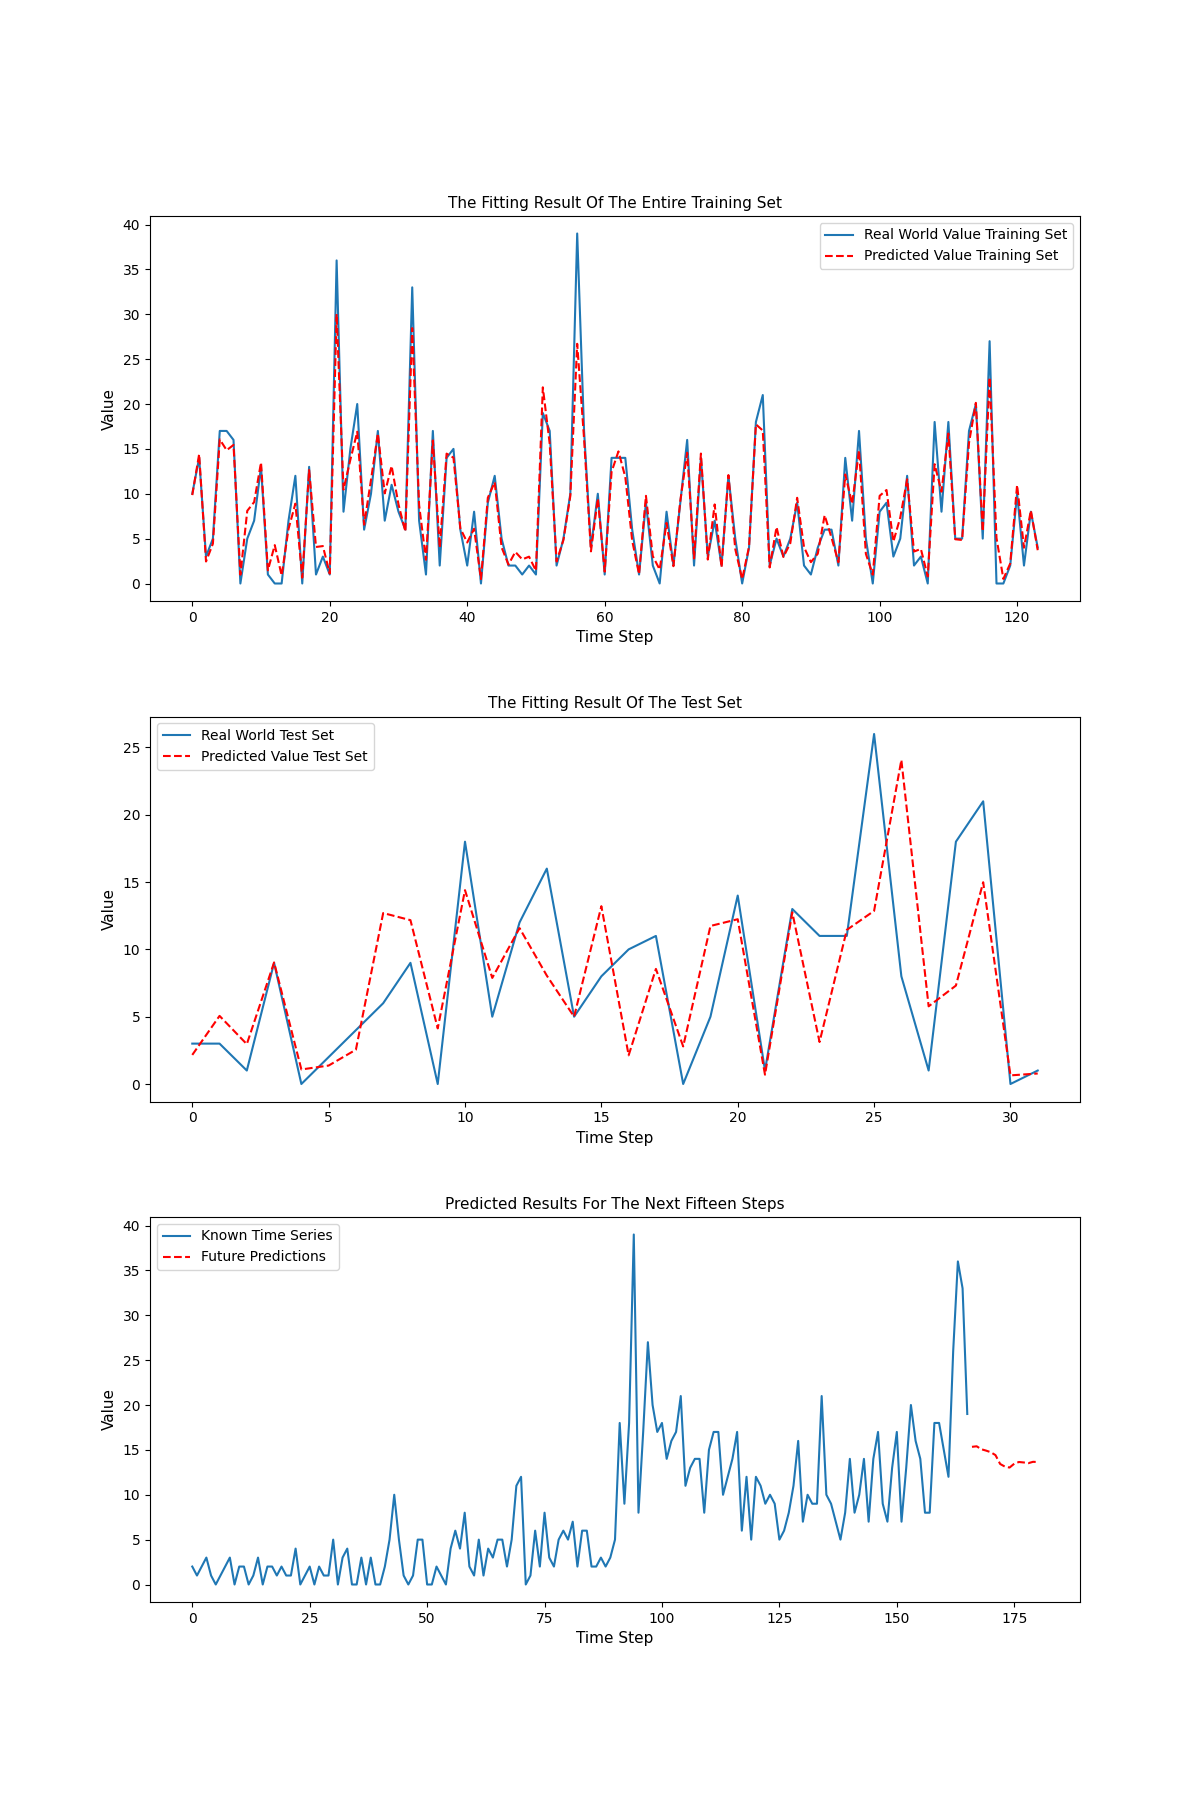 The Fitting Result Of The Entire Training Set
Real World Value Training Set
Predicted Value Training Set
40
35
30
25
20
15
10
5
0
Value
0 20 40 60 80 100 120
Time Step
The Fitting Result Of The Test Set
Real World Test Set
Predicted Value Test Set
25
20
15
10
5
0
Value
0 5 10 15 20 25 30
Time Step
Predicted Results For The Next Fifteen Steps
Known Time Series
Future Predictions
40
35
30
25
20
15
10
5
0
Value
0 25 50 75 100 125 150 175
Time Step